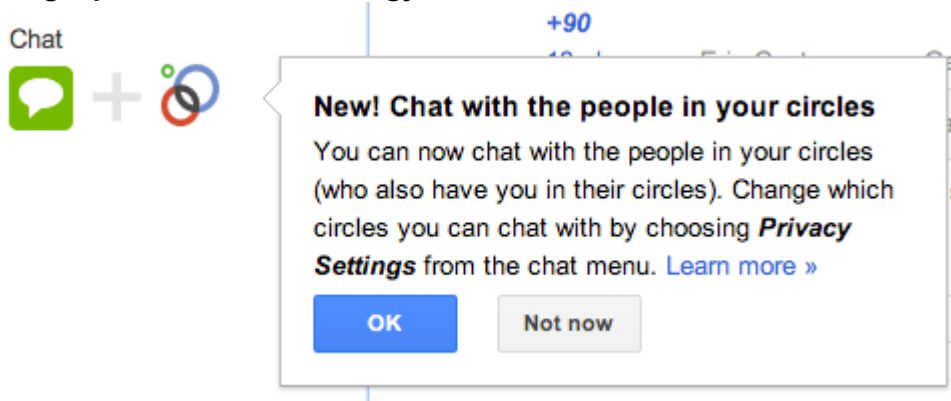 Chat
+90
New! Chat with the people in your circles
You can now chat with the people in your circles
(who also have you in their circles). Change which
circles you can chat with by choosing Privacy
Settings from the chat menu. Learn more »
OK Not now